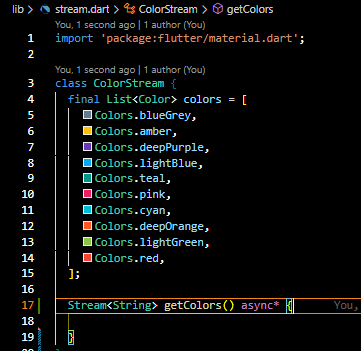 lib > stream.dart > ColorStream > getColors
You, 1 second ago | 1 author (You)
1 import 'package:flutter/material.dart';
2
You, 1 second ago | 1 author (You)
3 class ColorStream {
4 final List<Color> colors = [
5 Colors.blueGrey,
6 Colors.amber,
7 Colors.deepPurple,
8 Colors.lightBlue,
9 Colors.teal,
10 Colors.pink,
11 Colors.cyan,
12 Colors.deepOrange,
13 Colors.lightGreen,
14 Colors.red,
15 ];
16
17 Stream<String> getColors() async* { You,
18
19 }